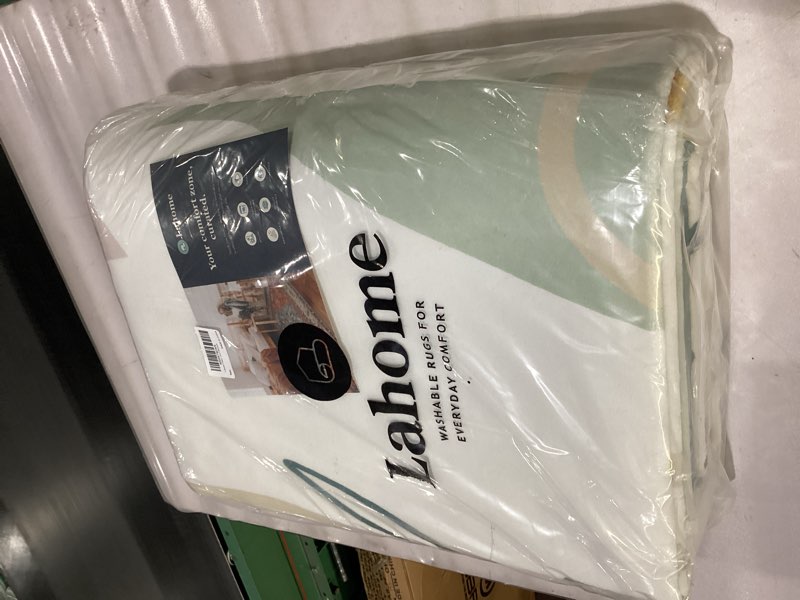 Lahome
WASHABLE RUGS FOR
EVERYDAY COMFORT
lahome
Your comfort zone,
curated.